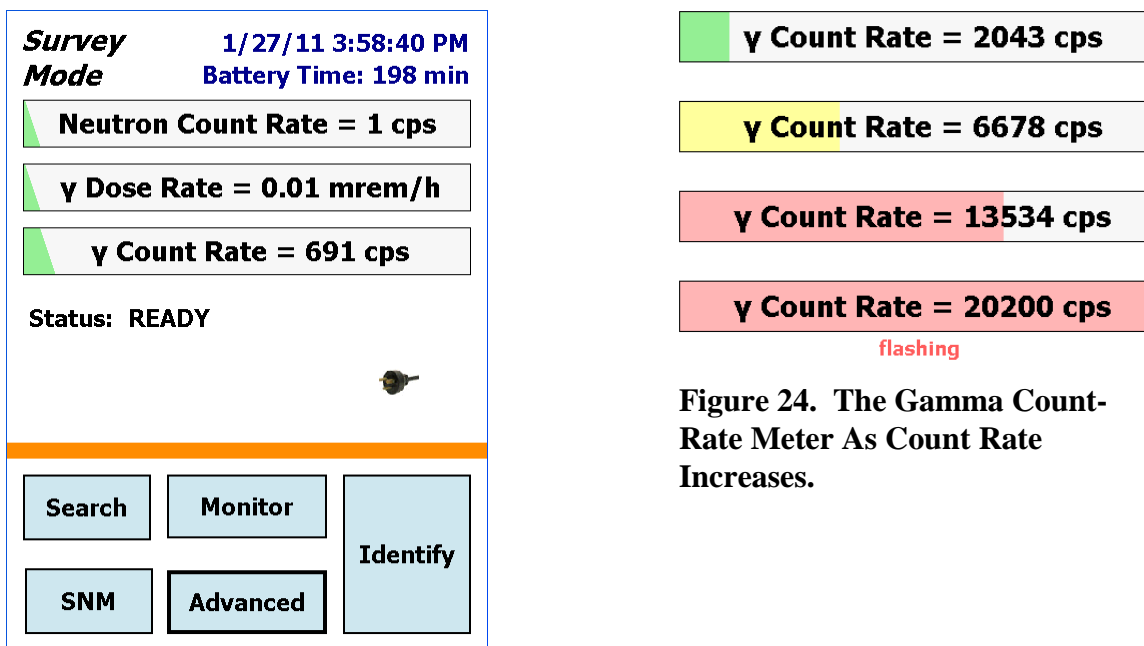 Survey
Mode
1/27/11 3:58:40 PM
Battery Time: 198 min
Neutron Count Rate = 1 cps
γ Dose Rate = 0.01 mrem/h
γ Count Rate = 691 cps
Status:  READY
Search
Monitor
Identify
SNM
Advanced
γ Count Rate = 2043 cps
γ Count Rate = 6678 cps
γ Count Rate = 13534 cps
γ Count Rate = 20200 cps
flashing
Figure 24.  The Gamma Count-
Rate Meter As Count Rate
Increases.